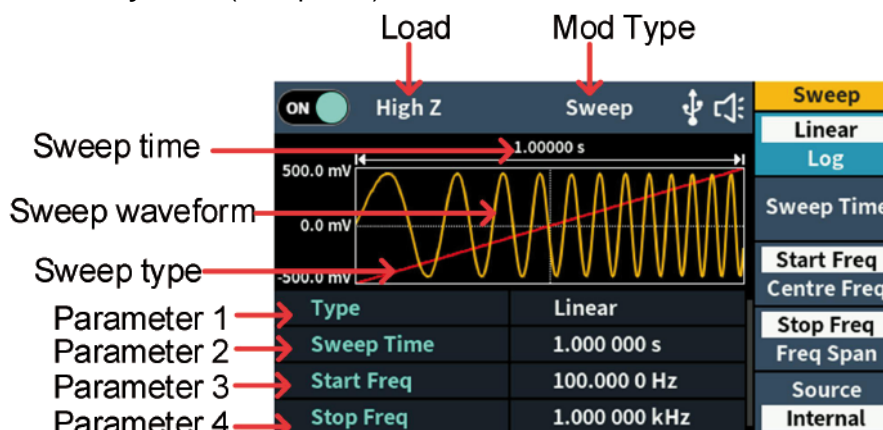 Load
Mod Type
ON
High Z
Sweep
Sweep
Linear
Log
Sweep time
1.00000 s
500.0 mV
Sweep waveform
0.0 mV
Sweep Time
Sweep type
-500.0 mV
Start Freq
Centre Freq
Parameter 1
Type
Linear
Stop Freq
Freq Span
Parameter 2
Sweep Time
1.000 000 s
Parameter 3
Start Freq
100.000 0 Hz
Source
Parameter 4
Stop Freq
1.000 000 kHz
Internal